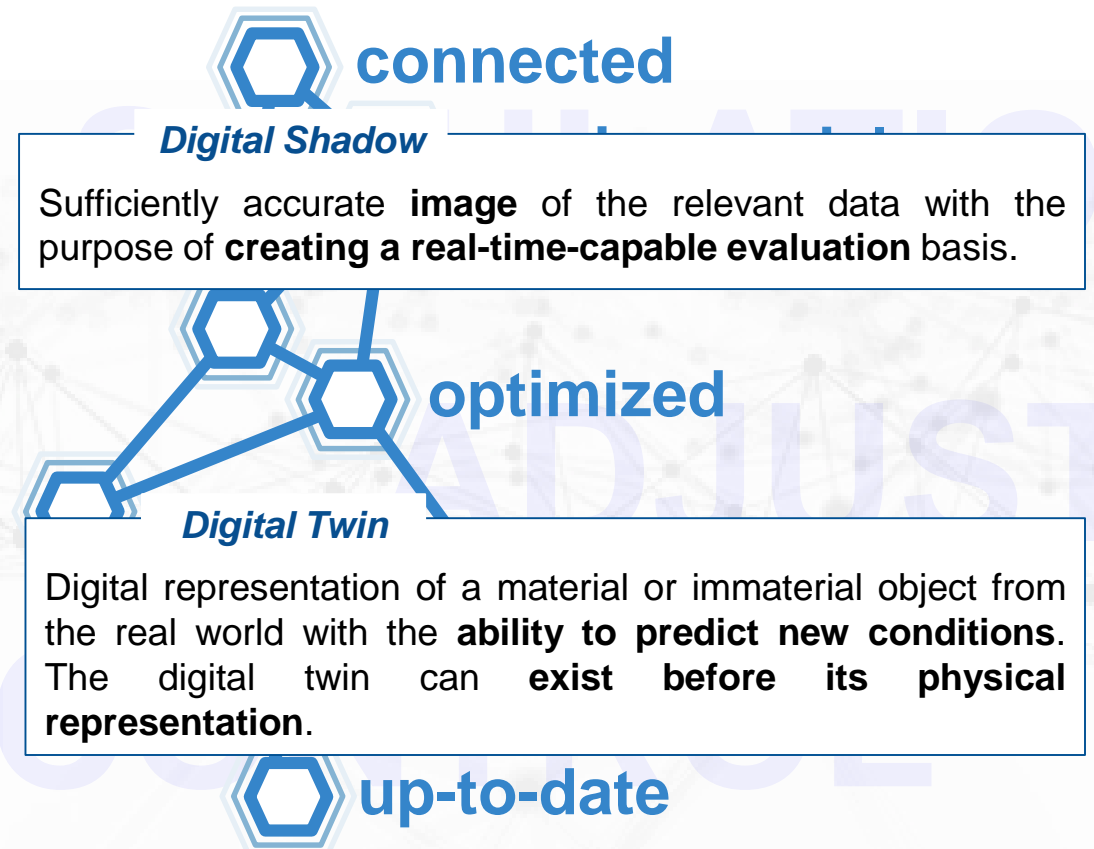 connected
Digital Shadow
Sufficiently accurate image of the relevant data with the
purpose of creating a real-time-capable evaluation basis.
optimized
ADJUST
Digital Twin
Digital representation of a material or immaterial object from
the real world with the ability to predict new conditions.
The digital twin can exist before its physical
representation.
up-to-date